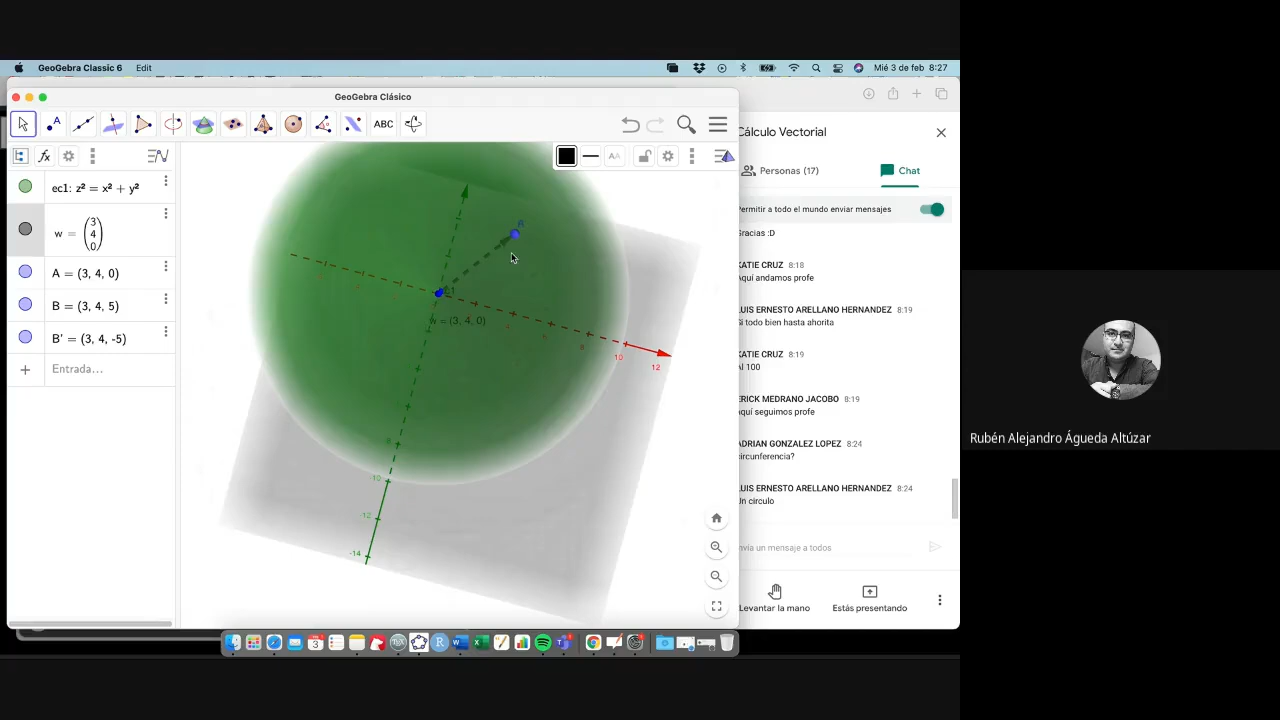 GeoGebra Classic 6 Edit
Mié 3 de feb 8:27
GeoGebra Clásico
ABC
ec1: z² = x² + y²
w = (3
4
0)
A = (3, 4, 0)
B = (3, 4, 5)
B' = (3, 4, -5)
Entrada…
A
w = (3, 4, 0)
10
12
10
-12
-14
Cálculo Vectorial
Personas (17)
Chat
Permitir a todo el mundo enviar mensajes
Gracias :D
KATIE CRUZ 8:18
Aquí andamos profe
LUIS ERNESTO ARELLANO HERNANDEZ 8:19
Si todo bien hasta ahorita
KATIE CRUZ 8:19
Al 100
ERICK MEDRANO JACOBO 8:19
aquí seguimos profe
ADRIAN GONZALEZ LOPEZ 8:24
circunferencia?
LUIS ERNESTO ARELLANO HERNANDEZ 8:24
Un círculo
nvía un mensaje a todos
Levantar la mano
Estás presentando
Rubén Alejandro Águeda Altúzar